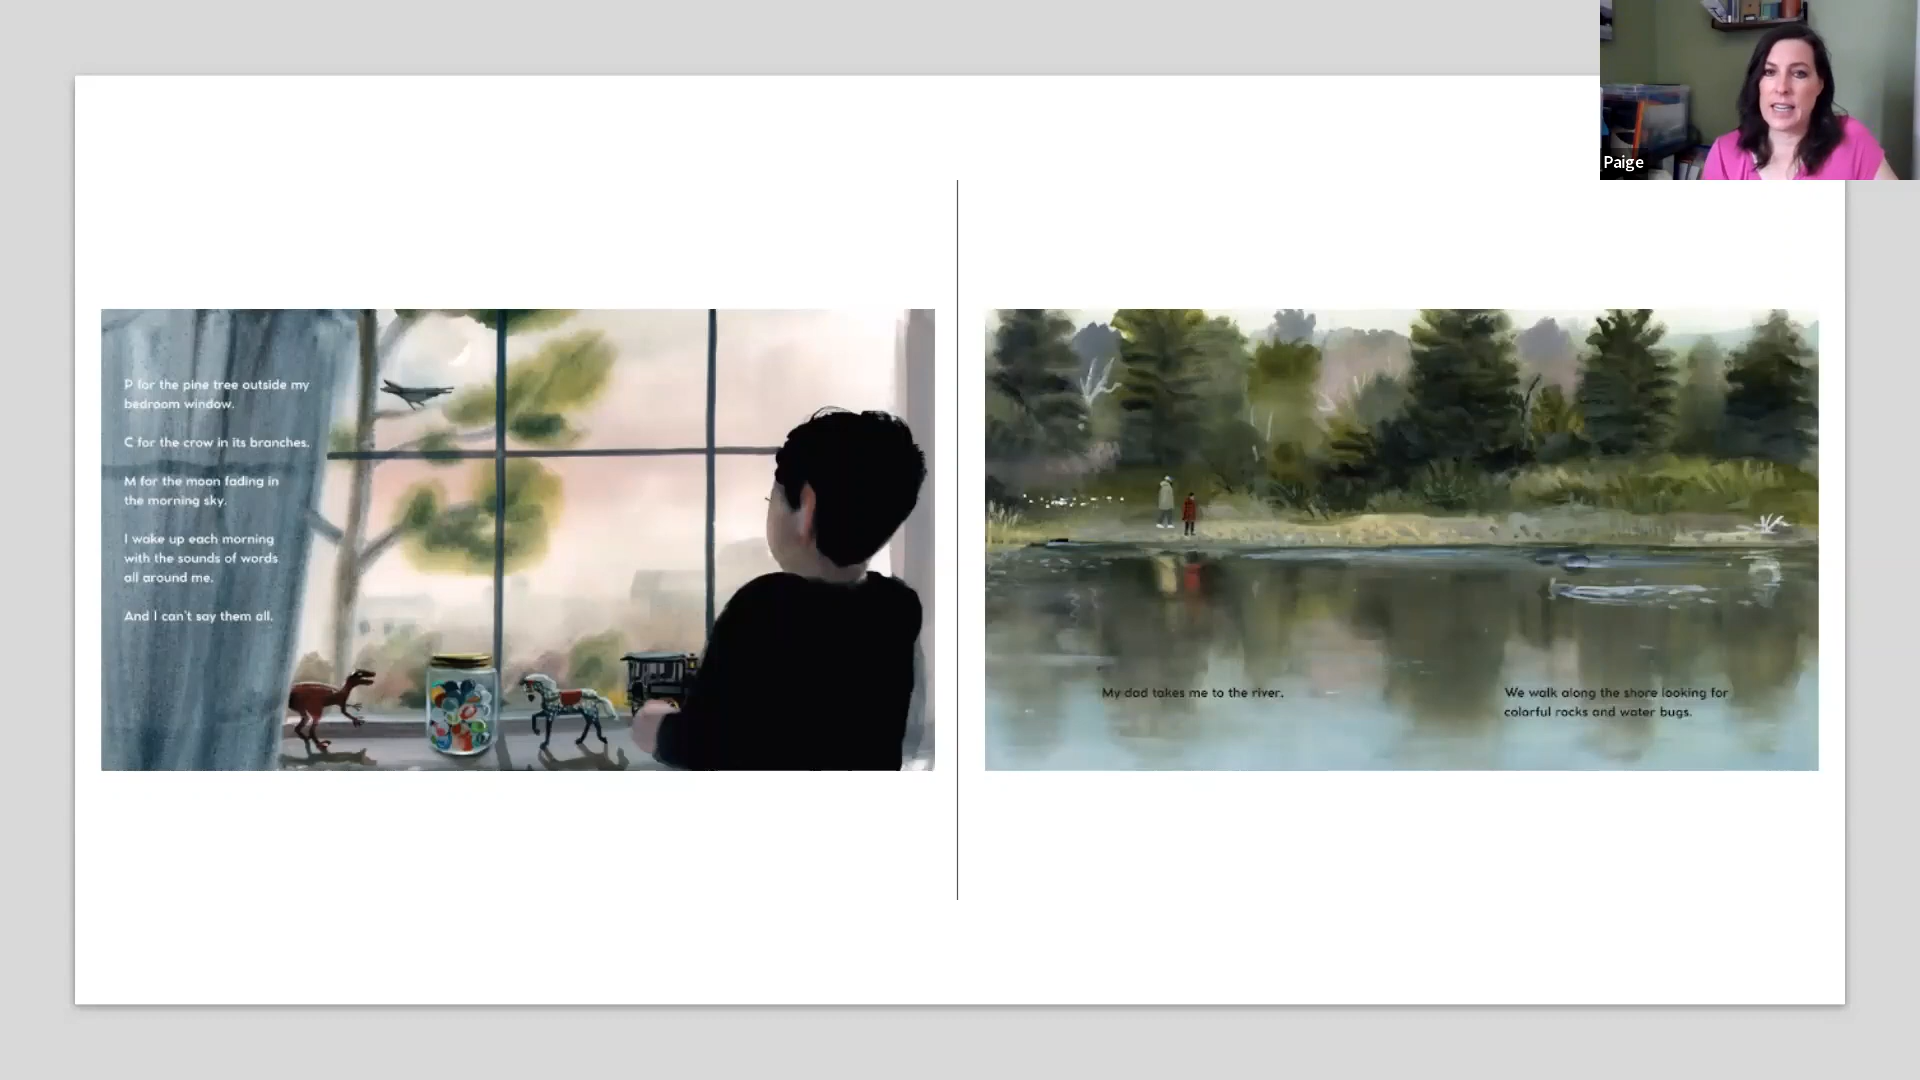 Paige
P for the pine tree outside my
bedroom window.
C for the crow in its branches.
M for the moon fading in
the morning sky.
I wake up each morning
with the sounds of words
all around me.
And I can't say them all.
My dad takes me to the river.
We walk along the shore looking for
colorful rocks and water bugs.